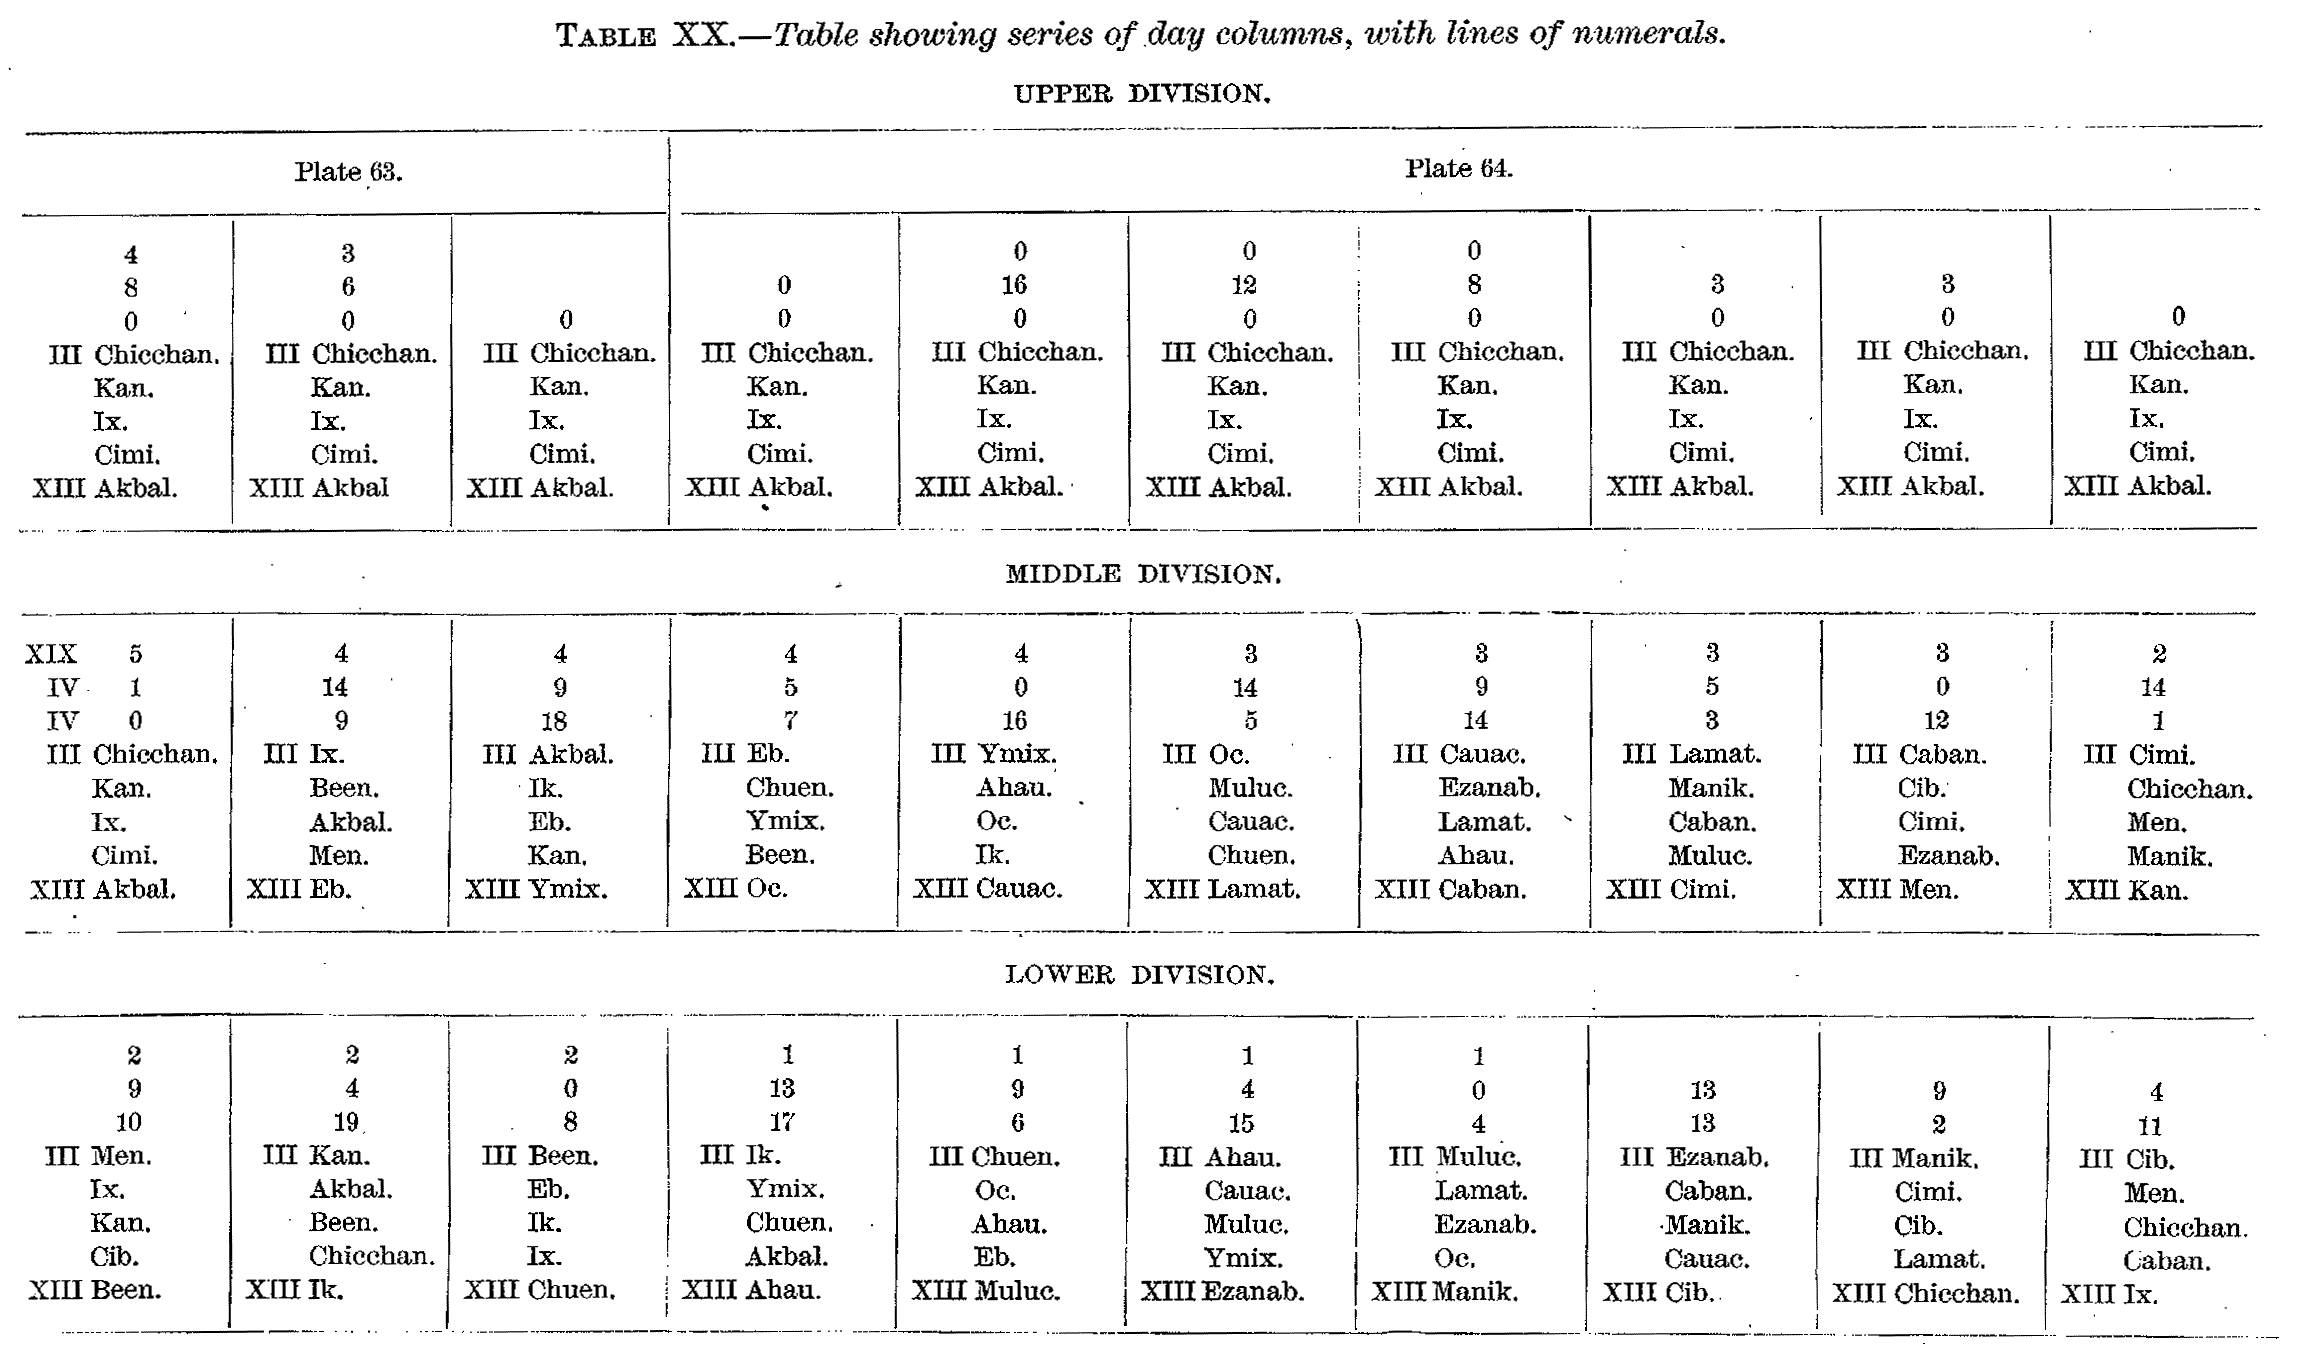 TABLE XX.—Table showing series of day columns, with lines of numerals.
UPPER DIVISION.
Plate 63. Plate 64.
4 3 0 0 0
8 6 0 16 12 8 3 3
0 0 0 0 0 0 0 0 0 0
III Chicchan. III Chicchan. III Chicchan. III Chicchan. III Chicchan. III Chicchan. III Chicchan. III Chicchan. III Chicchan. III Chicchan.
Kan. Kan. Kan. Kan. Kan. Kan. Kan. Kan. Kan. Kan.
Ix. Ix. Ix. Ix. Ix. Ix. Ix. Ix. Ix. Ix.
Cimi. Cimi. Cimi. Cimi. Cimi. Cimi. Cimi. Cimi. Cimi. Cimi.
XIII Akbal. XIII Akbal XIII Akbal. XIII Akbal. XIII Akbal. XIII Akbal. XIII Akbal. XIII Akbal. XIII Akbal. XIII Akbal.
MIDDLE DIVISION.
XIX 5 4 4 4 4 3 3 3 3 2
IV 1 14 9 5 0 14 9 5 0 14
IV 0 9 18 7 16 5 14 3 12 1
III Chicchan. III Ix. III Akbal. III Eb. III Ymix. III Oc. III Cauac. III Lamat. III Caban. III Cimi.
Kan. Been. Ik. Chuen. Ahau. Muluc. Ezanab. Manik. Cib. Chicchan.
Ix. Akbal. Eb. Ymix. Oc. Cauac. Lamat. Caban. Cimi. Men.
Cimi. Men. Kan. Been. Ik. Chuen. Ahau. Muluc. Ezanab. Manik.
XIII Akbal. XIII Eb. XIII Ymix. XIII Oc. XIII Cauac. XIII Lamat. XIII Caban. XIII Cimi. XIII Men. XIII Kan.
LOWER DIVISION.
2 2 2 1 1 1 1
9 4 0 13 9 4 0 13 9 4
10 19 8 17 6 15 4 13 2 11
III Men. III Kan. III Been. III Ik. III Chuen. III Ahau. III Muluc. III Ezanab. III Manik. III Cib.
Ix. Akbal. Eb. Ymix. Oc. Cauac. Lamat. Caban. Cimi. Men.
Kan. Been. Ik. Chuen. Ahau. Muluc. Ezanab. Manik. Cib. Chicchan.
Cib. Chicchan. Ix. Akbal. Eb. Ymix. Oc. Cauac. Lamat. Caban.
XIII Been. XIII Ik. XIII Chuen. XIII Ahau. XIII Muluc. XIII Ezanab. XIII Manik. XIII Cib. XIII Chicchan. XIII Ix.